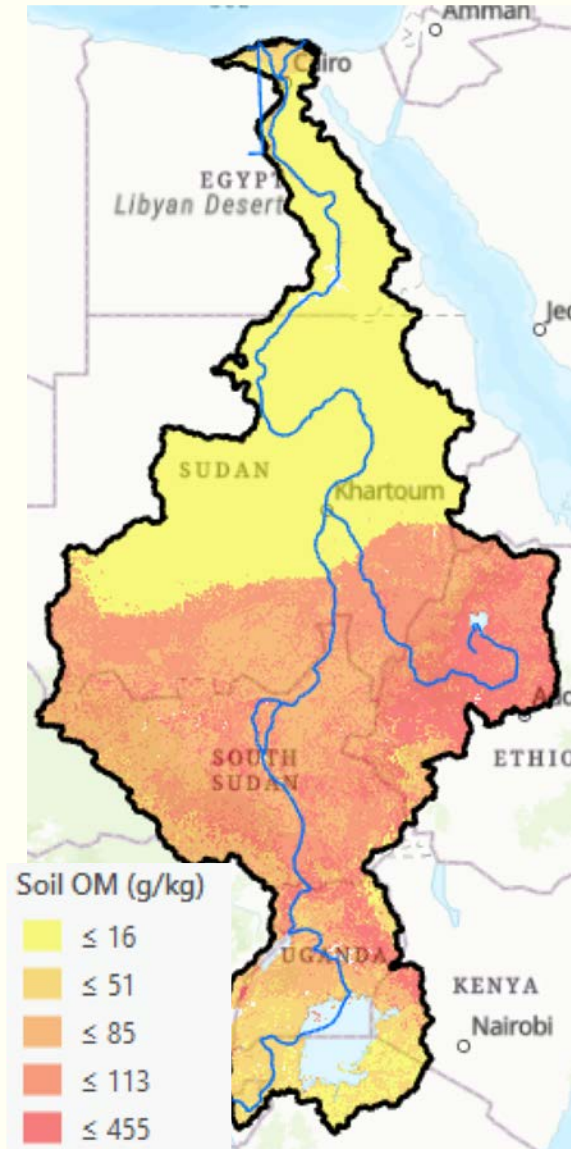 Amman
Cairo
EGYPT
Libyan Desert
SUDAN
Khartoum
SOUTH
SUDAN
ETHIO
UGANDA
KENYA
Nairobi
Soil OM (g/kg)
≤ 16
≤ 51
≤ 85
≤ 113
≤ 455